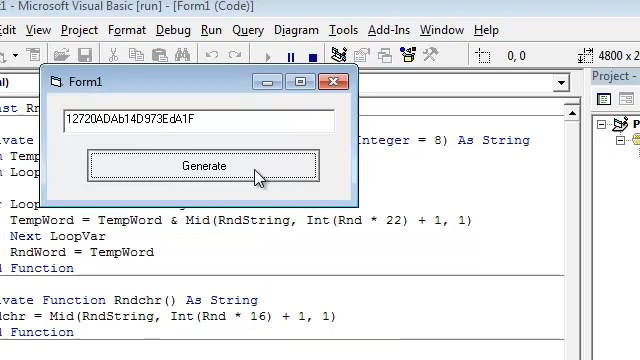 1 - Microsoft Visual Basic [run] - [Form1 (Code)]
Edit View Project Format Debug Run Query Diagram Tools Add-Ins Window Help
0, 0 4800 x 2
Form1
12720ADAb14D973EdA1F
Generate
Project -
Integer = 8) As String
TempWord = TempWord & Mid(RndString, Int(Rnd * 22) + 1, 1)
Next LoopVar
RndWord = TempWord
d Function
ivate Function Rndchr() As String
dchr = Mid(RndString, Int(Rnd * 16) + 1, 1)
d Function